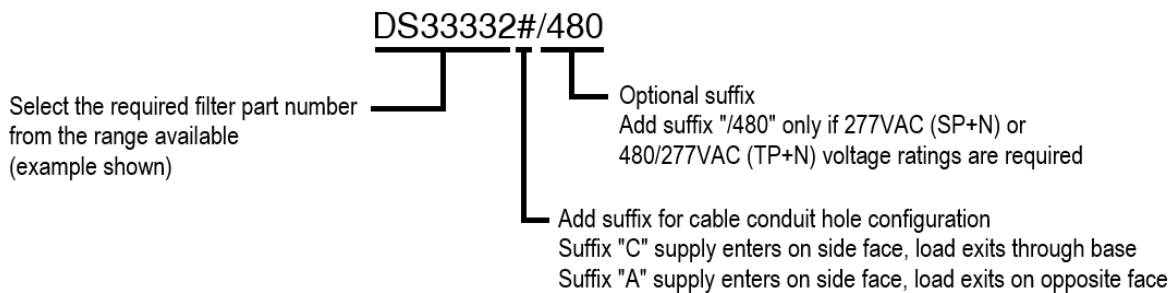 DS33332#/480
Select the required filter part number
from the range available
(example shown)
Optional suffix
Add suffix "/480" only if 277VAC (SP+N) or
480/277VAC (TP+N) voltage ratings are required
Add suffix for cable conduit hole configuration
Suffix "C" supply enters on side face, load exits through base
Suffix "A" supply enters on side face, load exits on opposite face